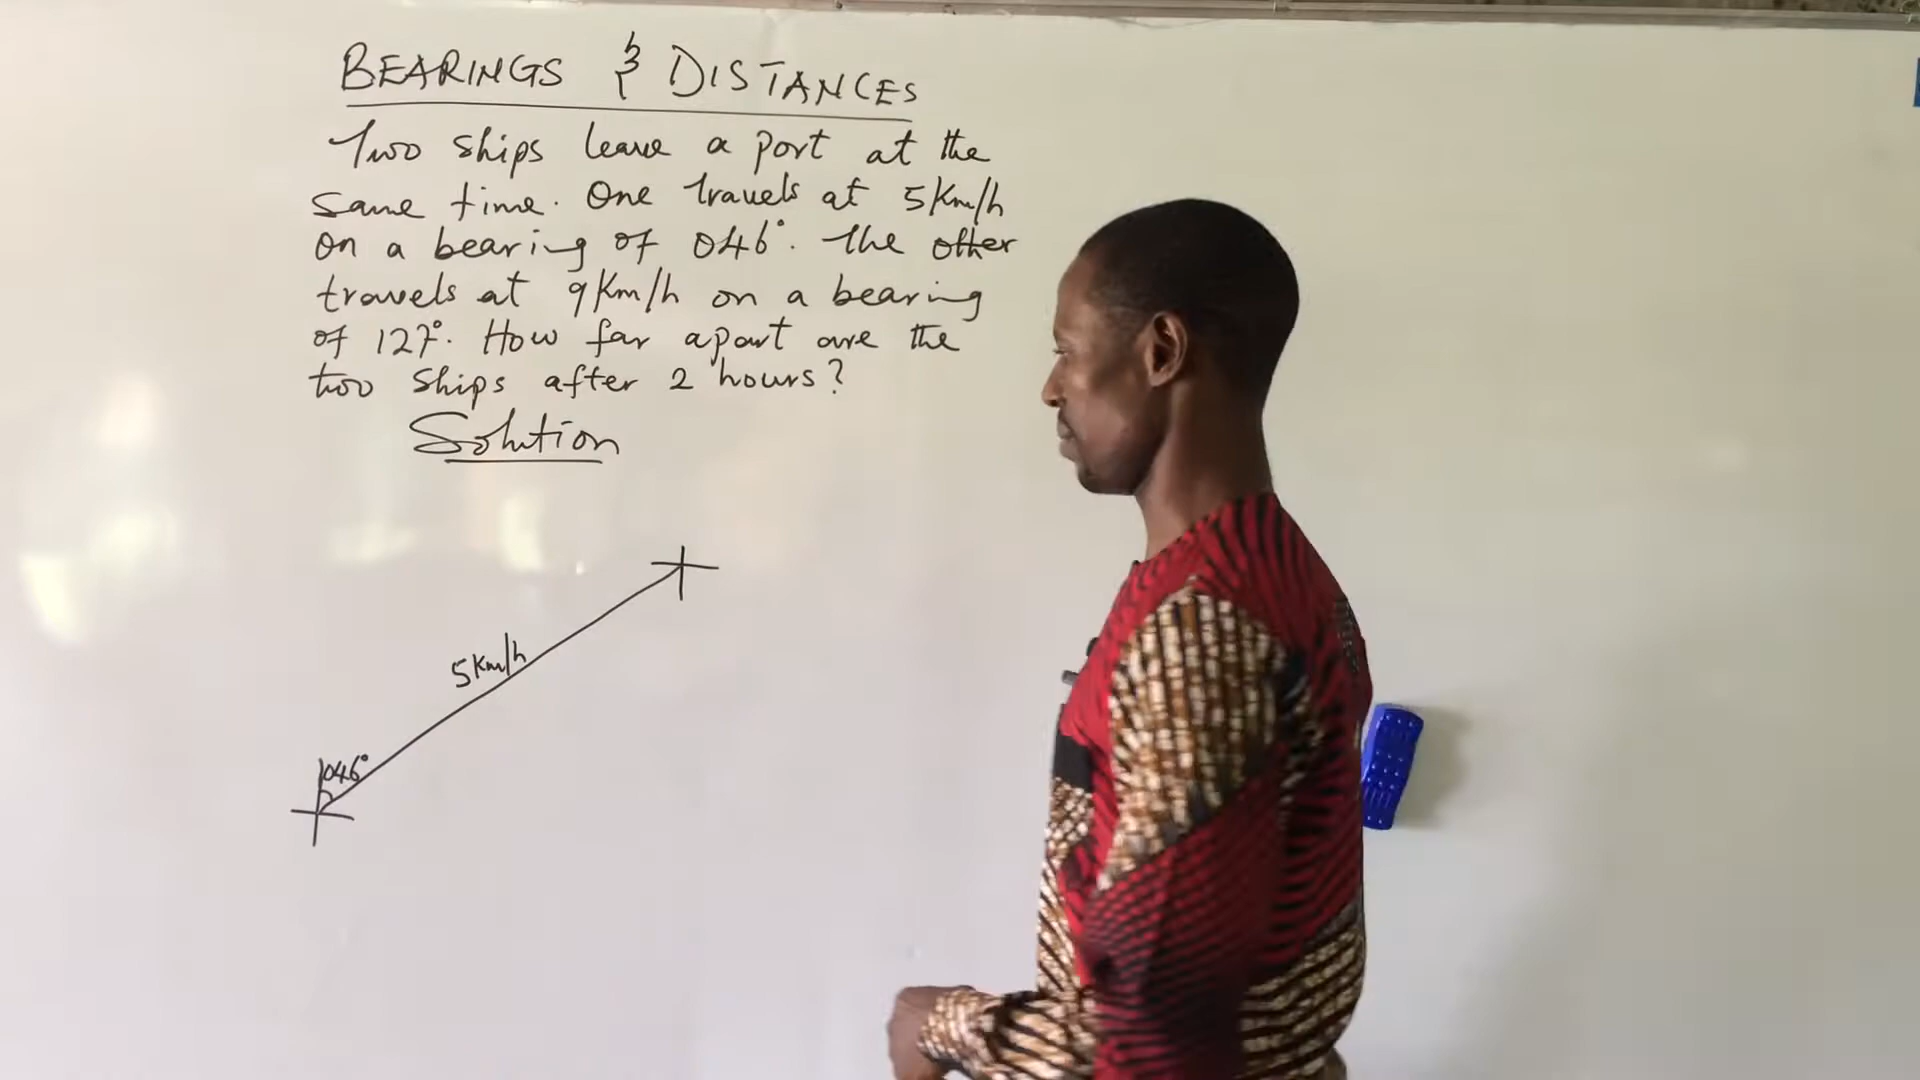 BEARINGS & DISTANCES
Two ships leave a port at the
same time. One travels at 5km/h
on a bearing of 046°. The other
travels at 9km/h on a bearing
of 127°. How far apart are the
two ships after 2 hours?
Solution
5km/h
046°